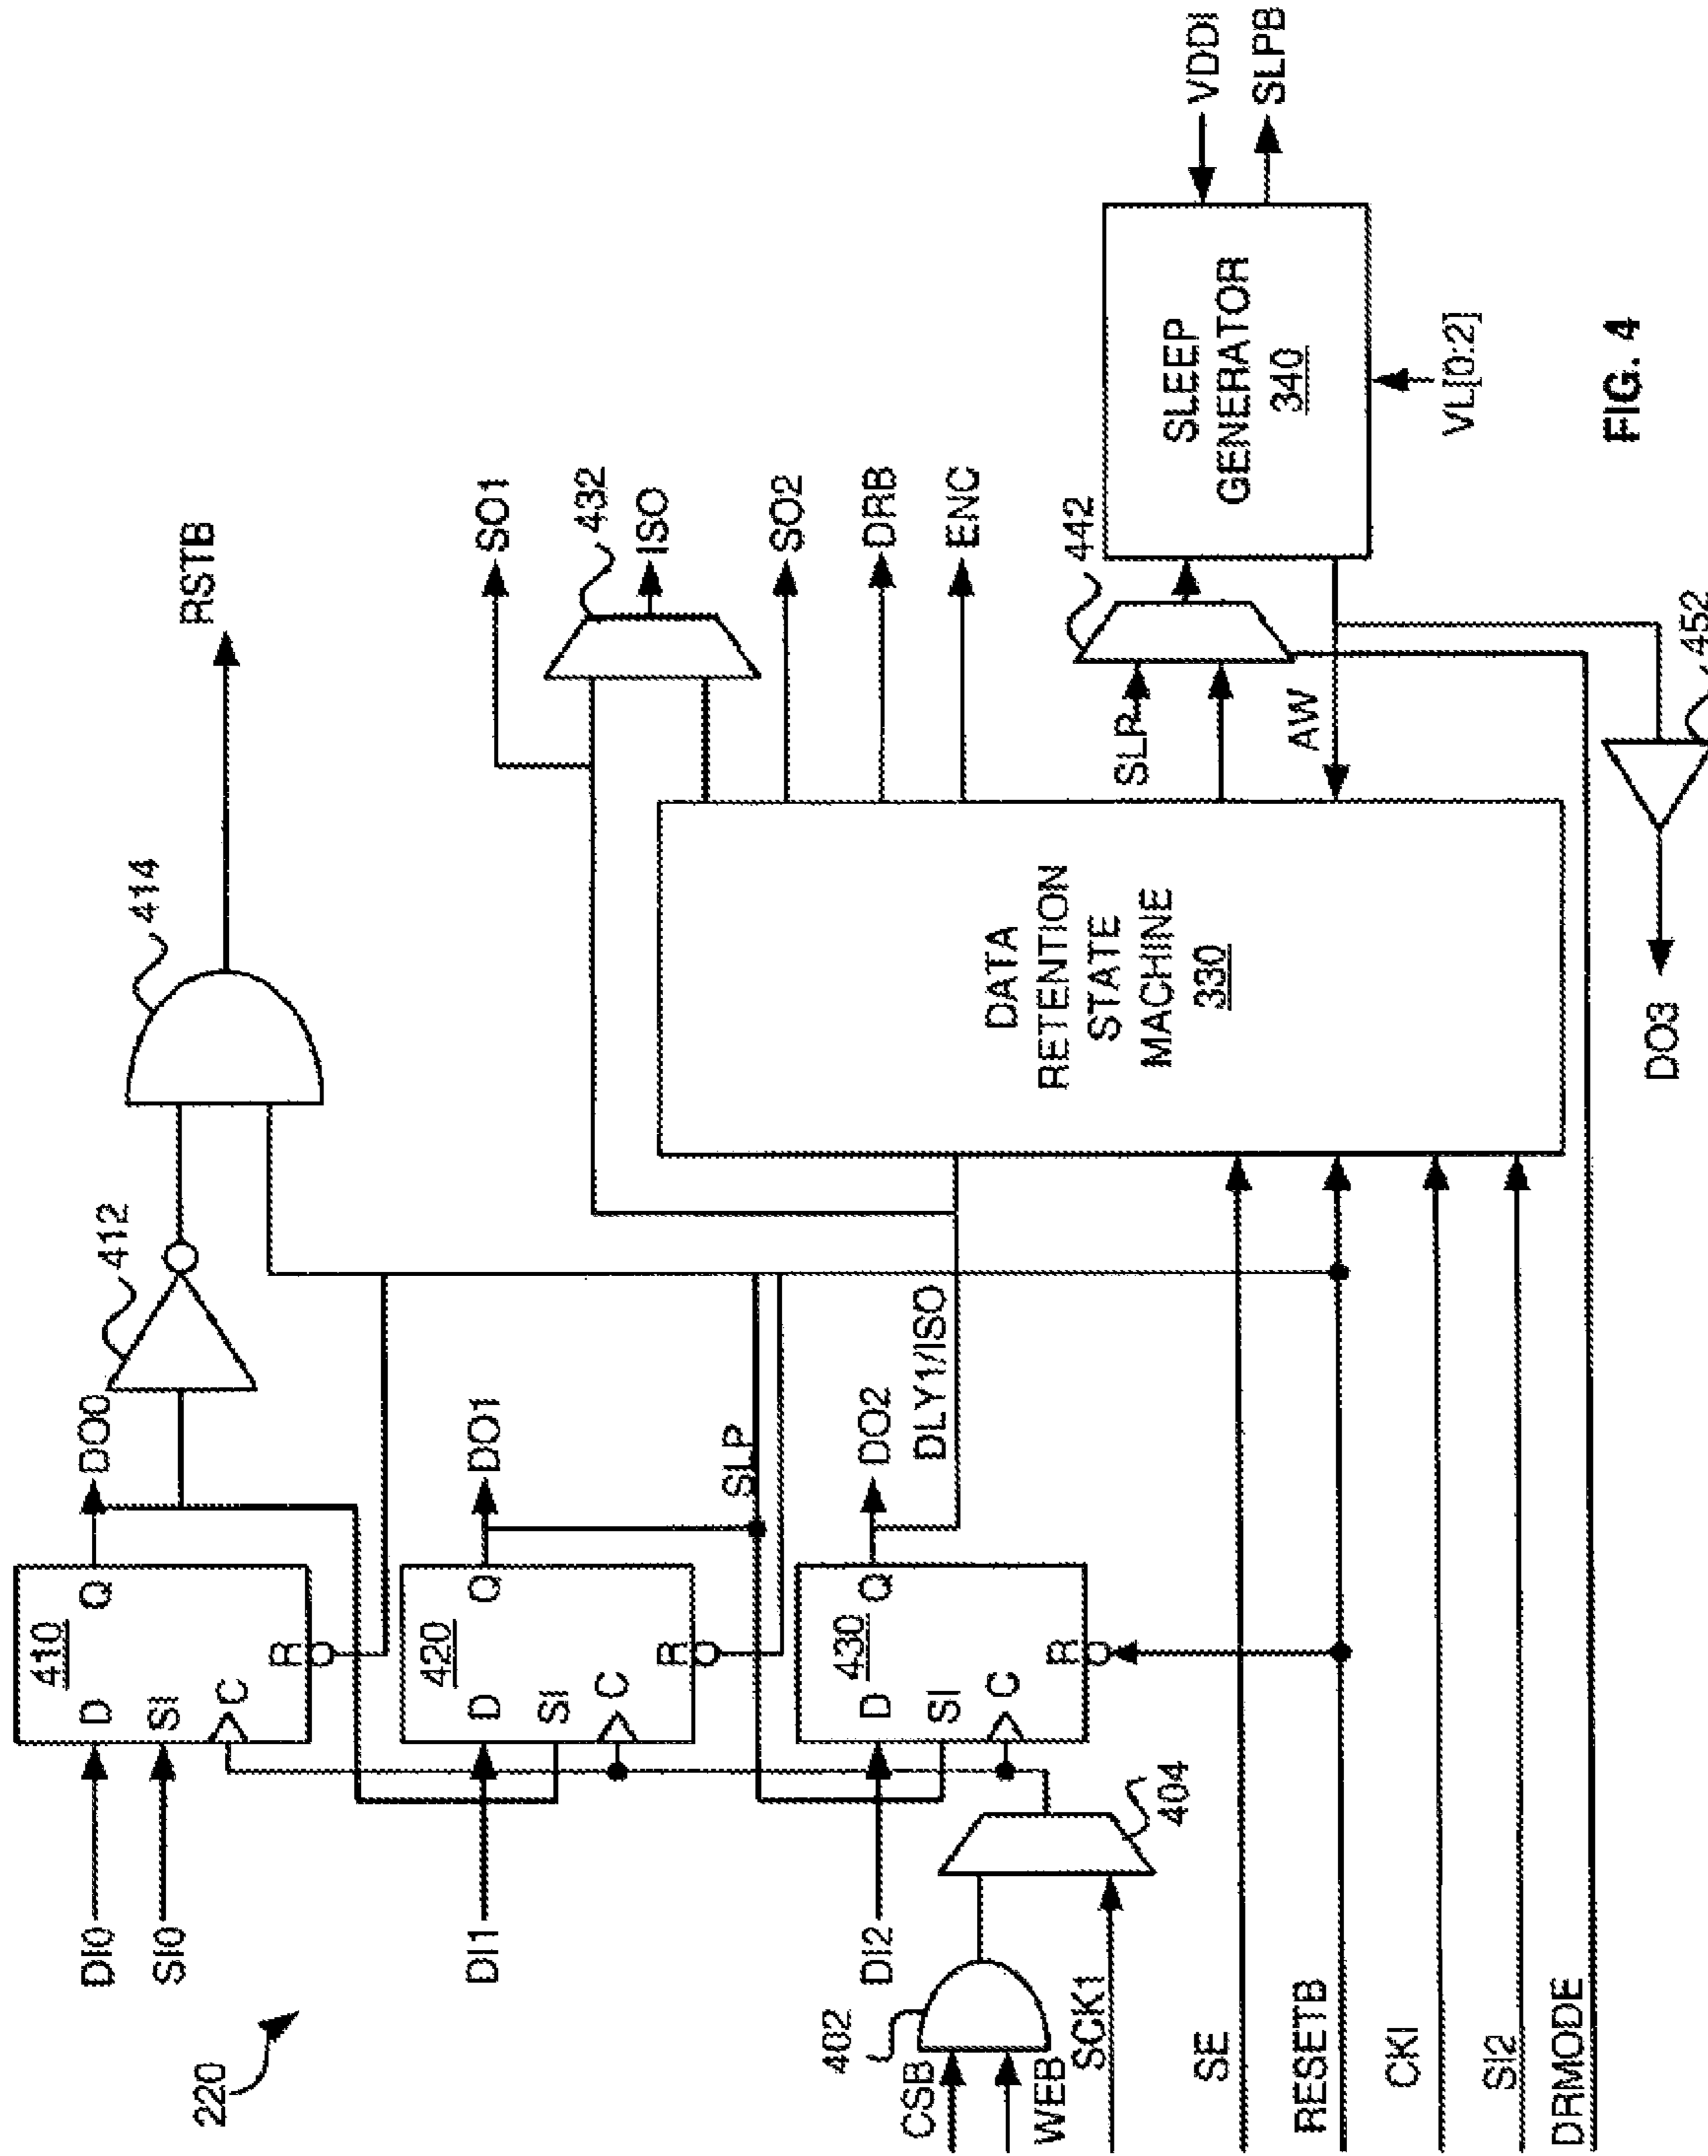 220
DI0
SI0
DI1
DI2
402
CSB
WEB
SCK1
404
SE
RESETB
CKI
SI2
DRMODE
410
D
Q
SI
C
R
420
D
Q
SI
C
R
430
D
Q
SI
C
R
DO0
412
DO1
SLP
DO2
DLY1/ISO
414
RSTB
SO1
432
ISO
SO2
DRB
ENC
DATA
RETENTION
STATE
MACHINE
330
SLP
442
AW
SLEEP
GENERATOR
340
VDDI
SLPB
VL[0:2]
DO3
452
FIG. 4